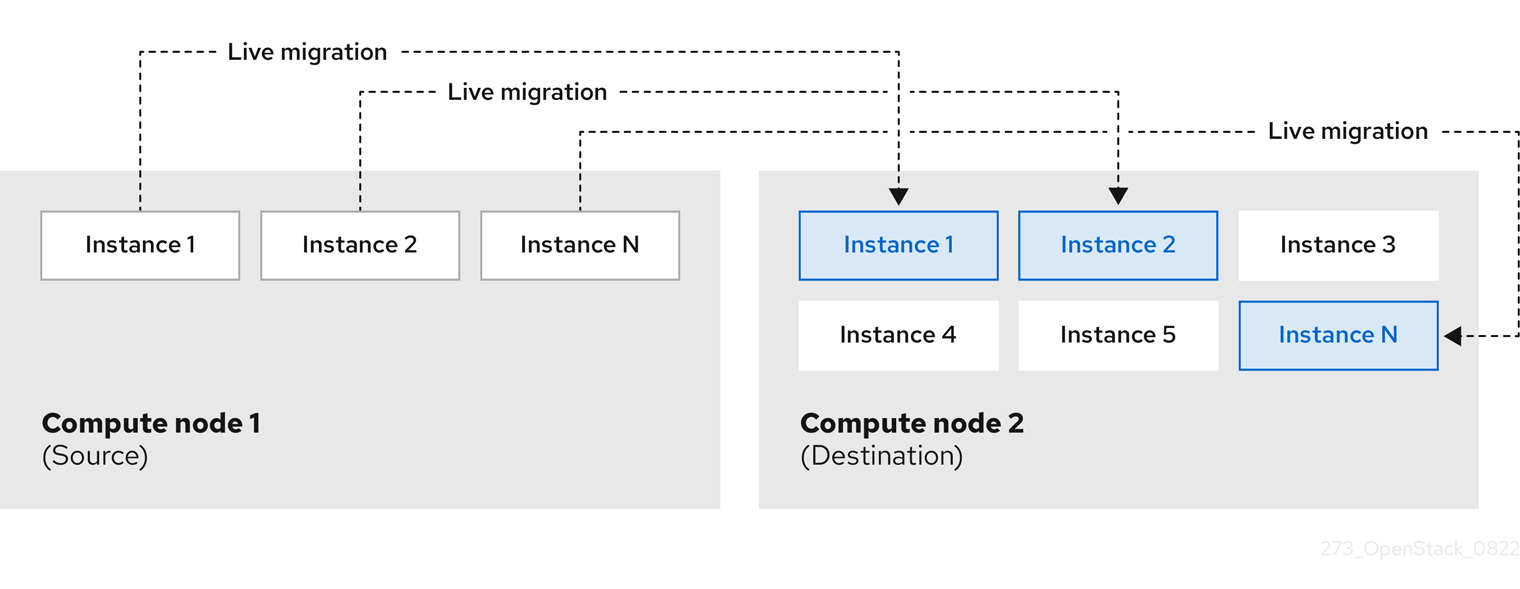 Live migration
Live migration
Live migration
Instance 1
Instance 2
Instance N
Compute node 1
(Source)
Instance 1
Instance 2
Instance 3
Instance 4
Instance 5
Instance N
Compute node 2
(Destination)
273_OpenStack_0822